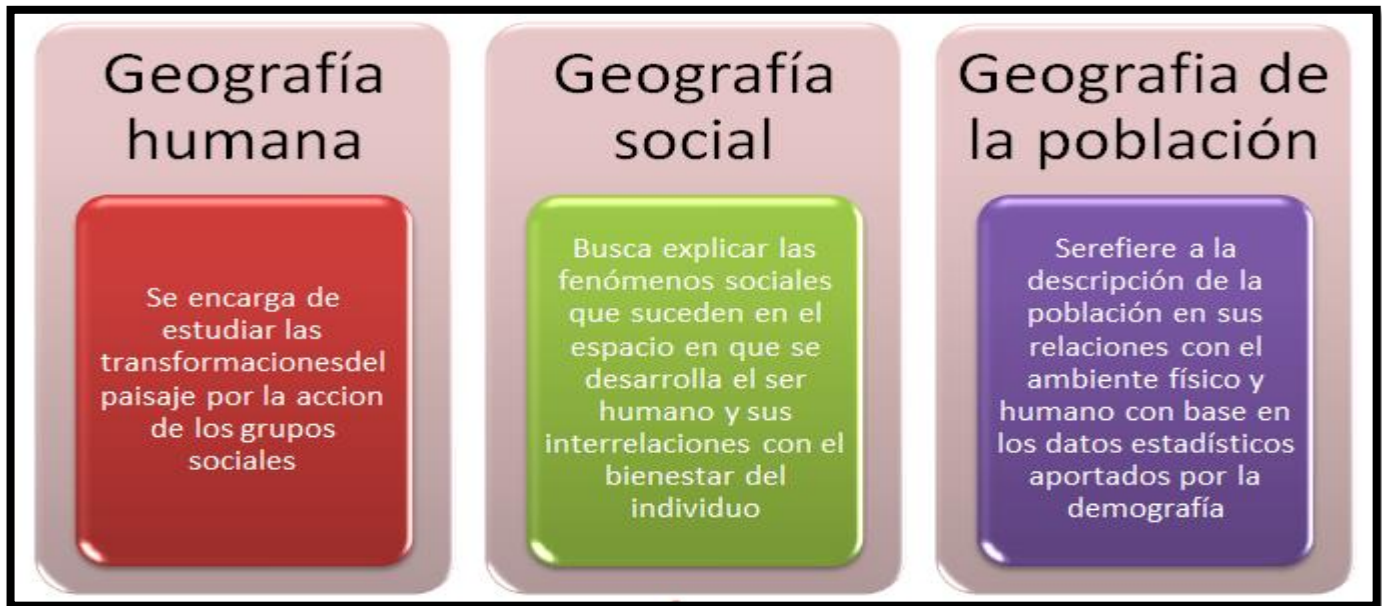 Geografía
humana
Se encarga de
estudiar las
transformacionesdel
paisaje por la accion
de los grupos
sociales
Geografía
social
Busca explicar las
fenómenos sociales
que suceden en el
espacio en que se
desarrolla el ser
humano y sus
interrelaciones con el
bienestar del
individuo
Geografia de
la población
Serefiere a la
descripción de la
población en sus
relaciones con el
ambiente físico y
humano con base en
los datos estadísticos
aportados por la
demografía